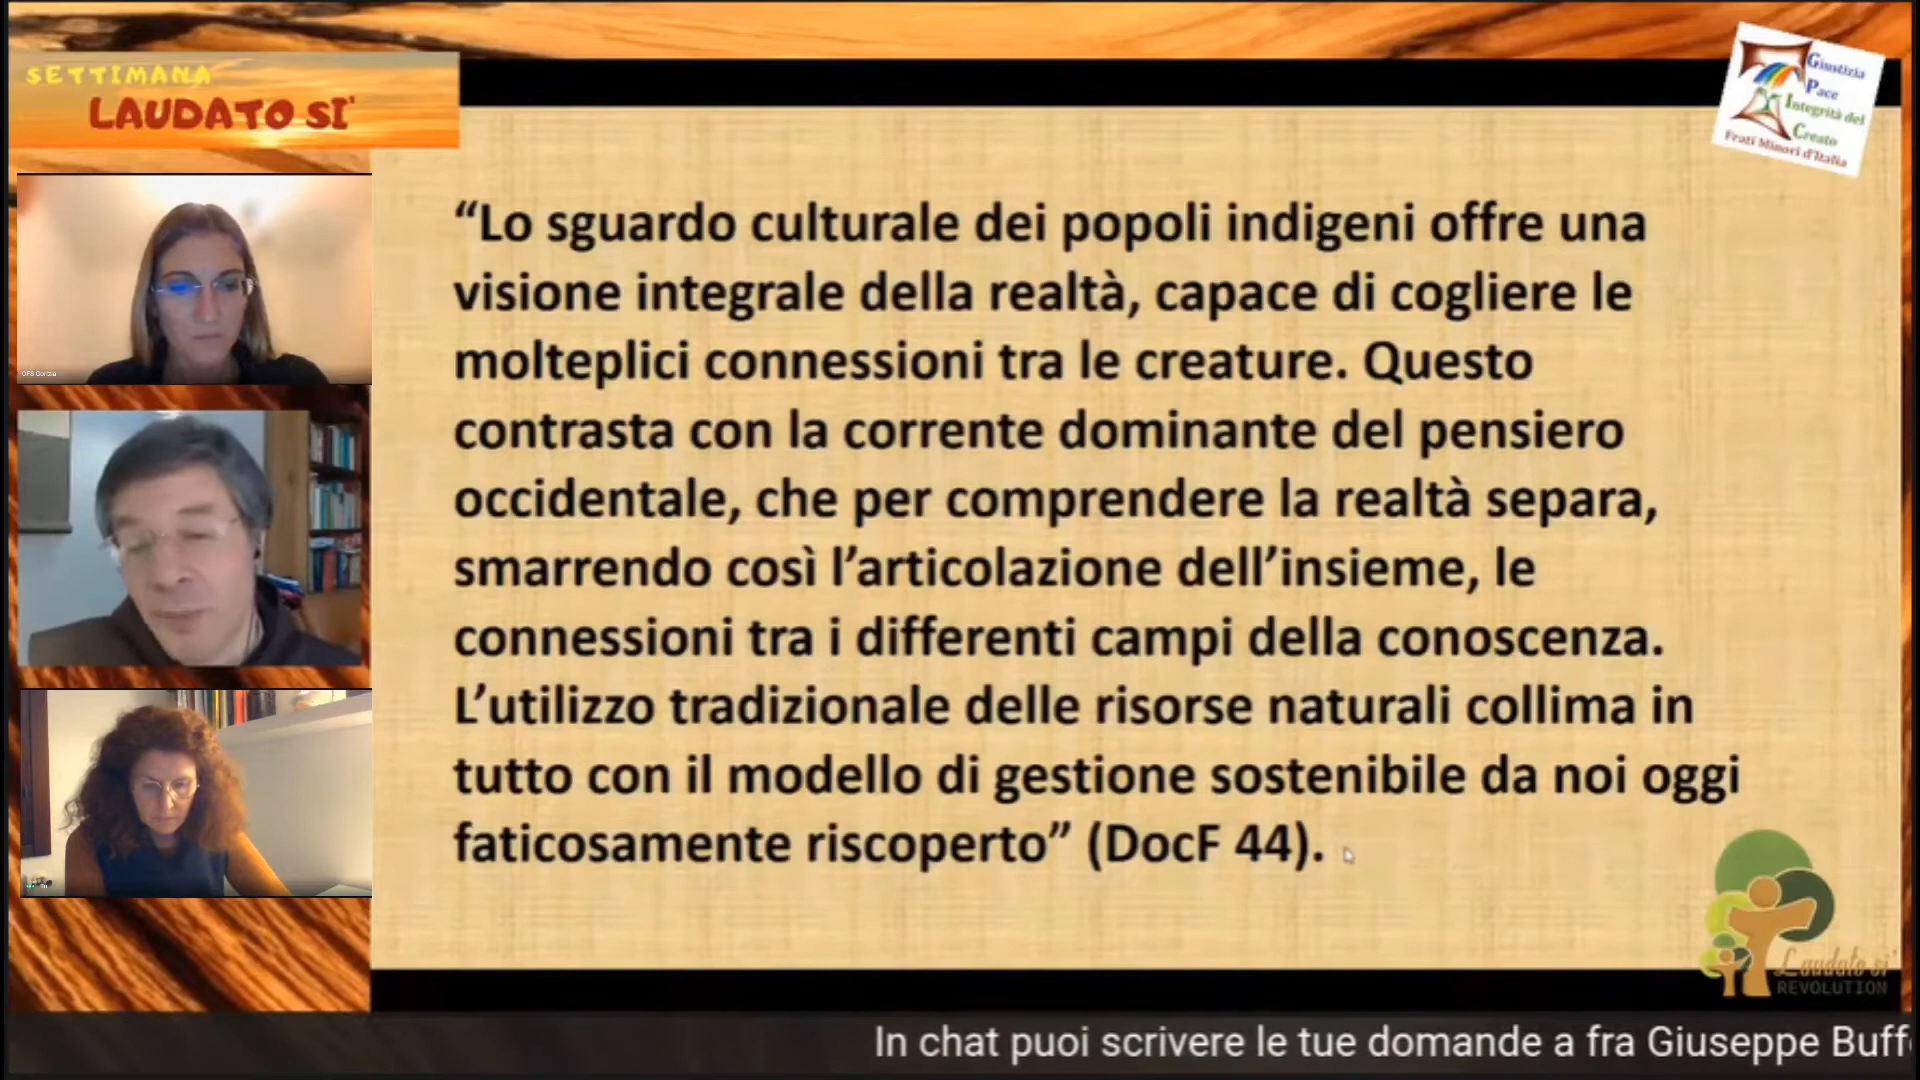 SETTIMANA
LAUDATO SI'
Giustizia
Pace
Integrità del
Creato
Frati Minori d'Italia
“Lo sguardo culturale dei popoli indigeni offre una
visione integrale della realtà, capace di cogliere le
molteplici connessioni tra le creature. Questo
contrasta con la corrente dominante del pensiero
occidentale, che per comprendere la realtà separa,
smarrendo così l’articolazione dell’insieme, le
connessioni tra i differenti campi della conoscenza.
L’utilizzo tradizionale delle risorse naturali collima in
tutto con il modello di gestione sostenibile da noi oggi
faticosamente riscoperto” (DocF 44).
OFS Gorizia
Laudato si'
REVOLUTION
In chat puoi scrivere le tue domande a fra Giuseppe Buff